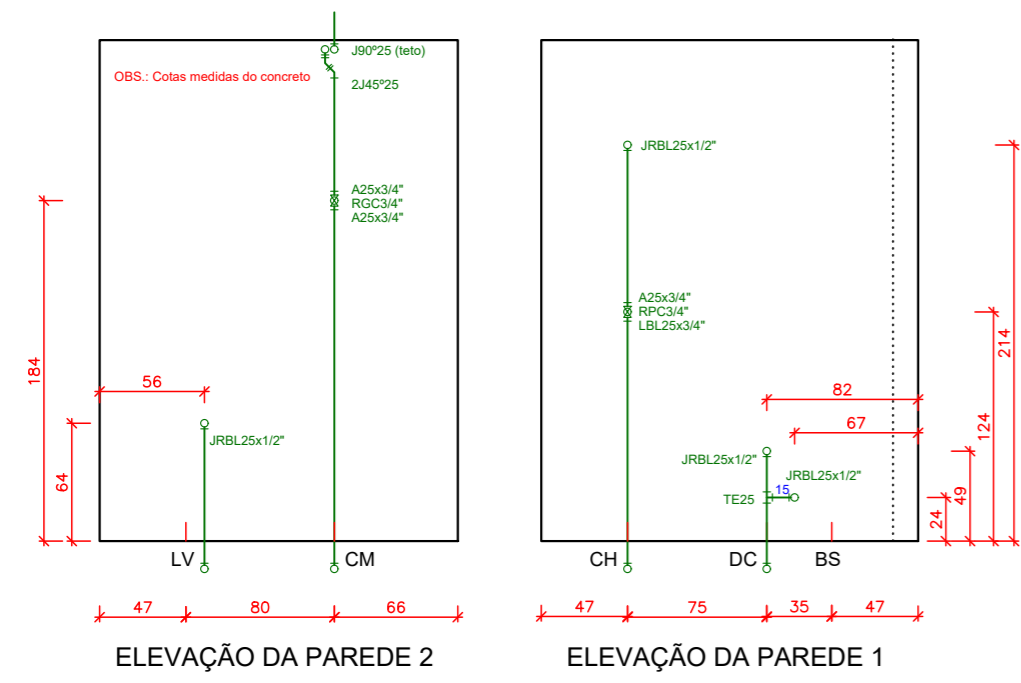 J90º25 (teto)
OBS.: Cotas medidas do concreto
2J45º25
A25x3/4"
RGC3/4"
A25x3/4"
184
56
JRBL25x1/2"
64
LV
CM
47
80
66
ELEVAÇÃO DA PAREDE 2
JRBL25x1/2"
A25x3/4"
RPC3/4"
LBL25x3/4"
214
124
82
67
JRBL25x1/2"
JRBL25x1/2"
15
TE25
49
24
CH
DC
BS
47
75
35
47
ELEVAÇÃO DA PAREDE 1